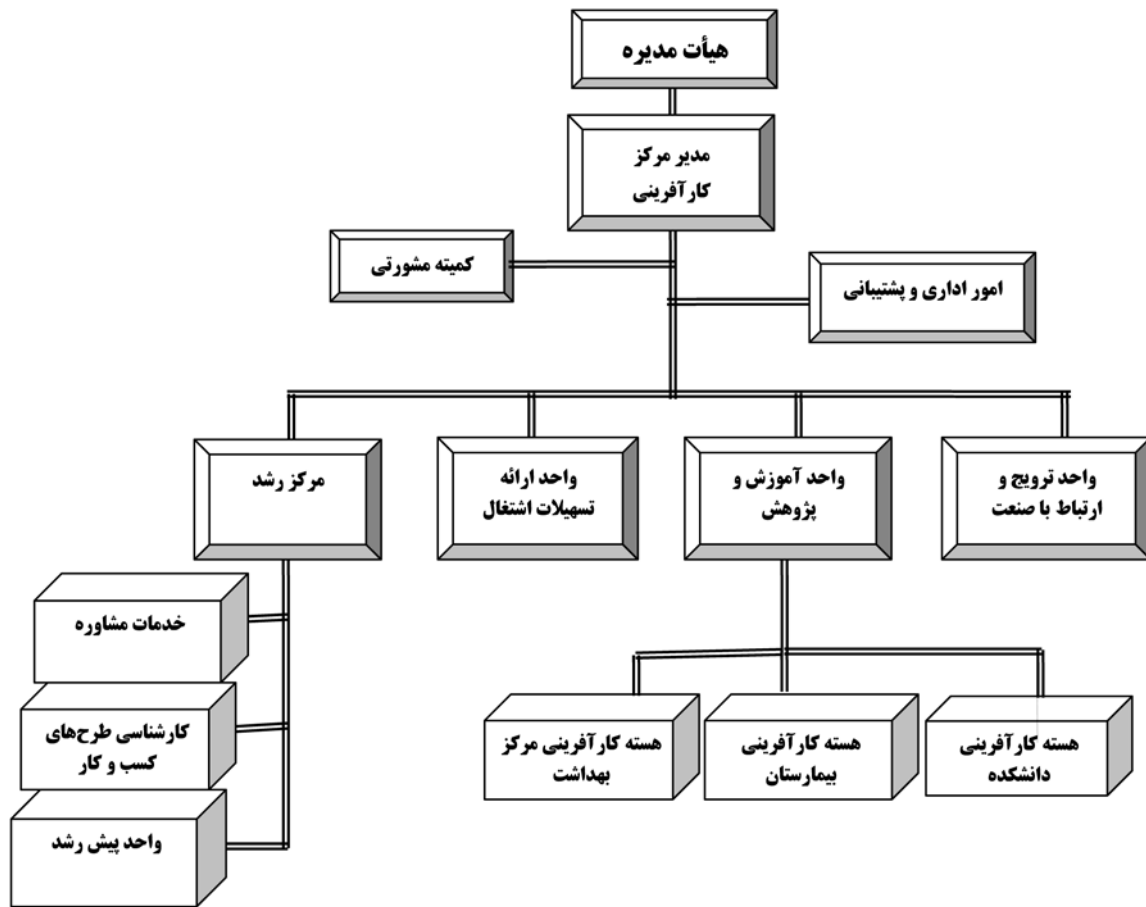 هیأت مدیره
مدیر مرکز
کارآفرینی
کمیته مشورتی
امور اداری و پشتیبانی
واحد ترویج و
ارتباط با صنعت
واحد آموزش و
پژوهش
واحد ارائه
تسهیلات اشتغال
مرکز رشد
هسته کارآفرینی
دانشکده
هسته کارآفرینی
بیمارستان
هسته کارآفرینی مرکز
بهداشت
خدمات مشاوره
کارشناسی طرح‌های
کسب و کار
واحد پیش رشد